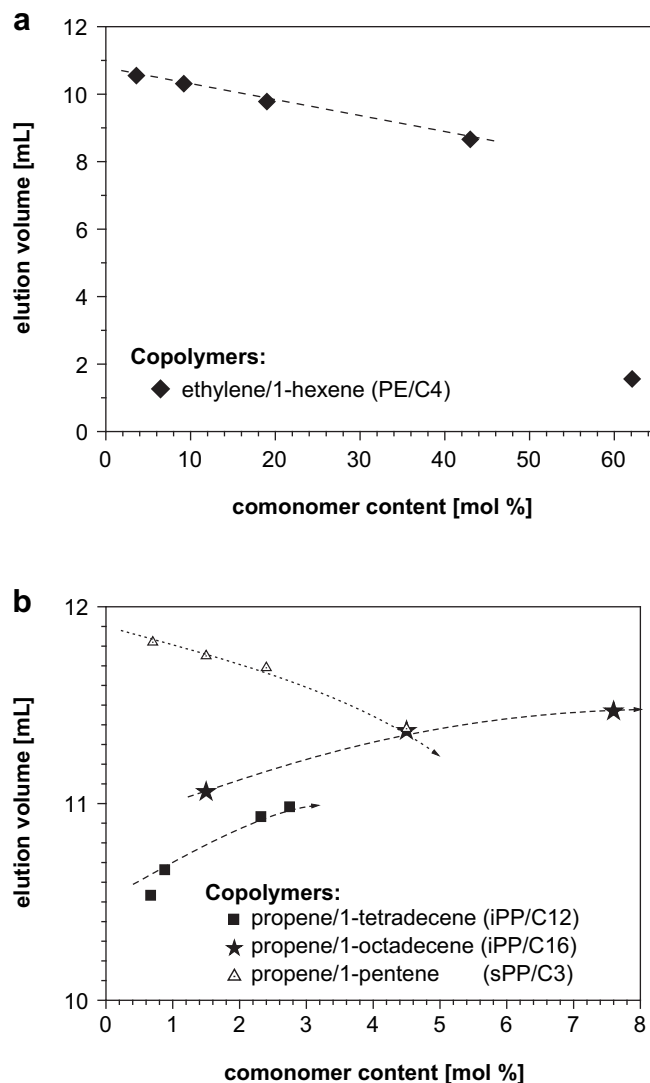 a
12
10
8
6
4
2
0
elution volume [mL]
Copolymers:
ethylene/1-hexene (PE/C4)
0 10 20 30 40 50 60
comonomer content [mol %]
b
12
11
10
elution volume [mL]
Copolymers:
propene/1-tetradecene (iPP/C12)
propene/1-octadecene (iPP/C16)
propene/1-pentene (sPP/C3)
0 1 2 3 4 5 6 7 8
comonomer content [mol %]